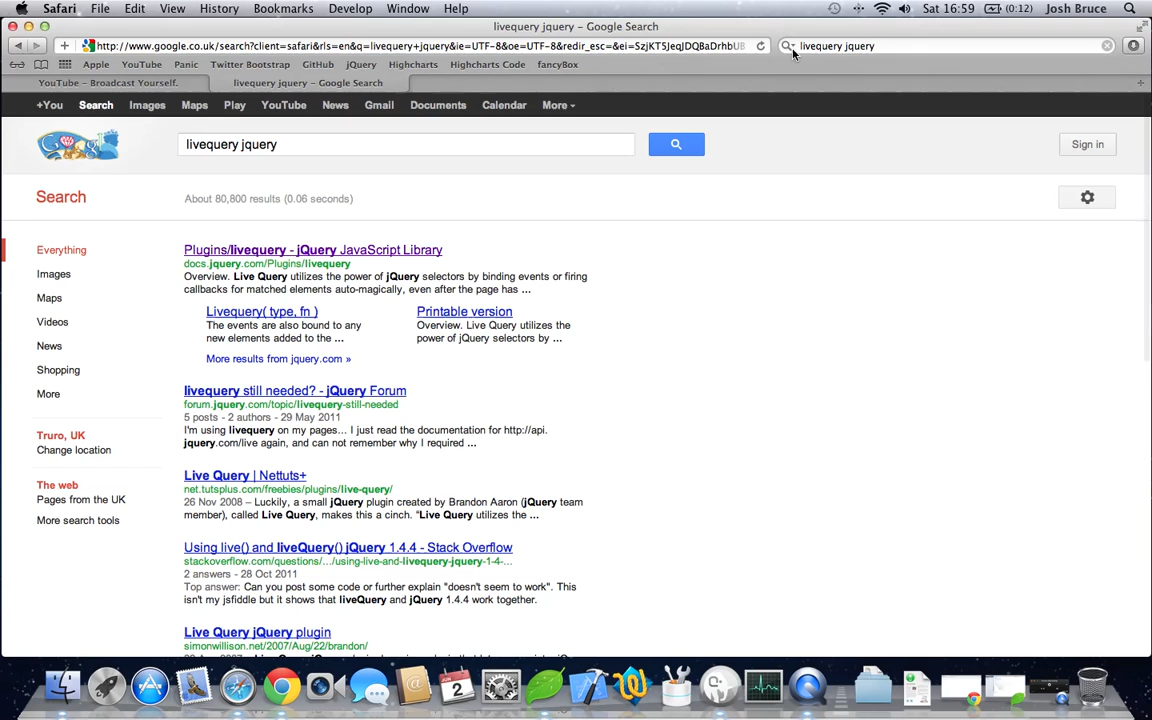 Safari File Edit View History Bookmarks Develop Window Help (0:12) Sat 16:59 Josh Bruce
livequery jquery – Google Search
http://www.google.co.uk/search?client=safari&rls=en&q=livequery+jquery&ie=UTF-8&oe=UTF-8&redir_esc=&ei=SzjKT5JeqJDQBaDrhbUB livequery jquery
Apple YouTube Panic Twitter Bootstrap GitHub jQuery Highcharts Highcharts Code fancyBox
YouTube – Broadcast Yourself. livequery jquery – Google Search
+You Search Images Maps Play YouTube News Gmail Documents Calendar More
livequery jquery Sign in
Search About 80,800 results (0.06 seconds)
Everything
Images
Maps
Videos
News
Shopping
More
Truro, UK
Change location
The web
Pages from the UK
More search tools
Plugins/livequery - jQuery JavaScript Library
docs.jquery.com/Plugins/livequery
Overview. Live Query utilizes the power of jQuery selectors by binding events or firing
callbacks for matched elements auto-magically, even after the page has ...
Livequery( type, fn )
The events are also bound to any
new elements added to the ...
Printable version
Overview. Live Query utilizes the
power of jQuery selectors by ...
More results from jquery.com »
livequery still needed? - jQuery Forum
forum.jquery.com/topic/livequery-still-needed
5 posts - 2 authors - 29 May 2011
I'm using livequery on my pages... I just read the documentation for http://api.
jquery.com/live again, and can not remember why I required ...
Live Query | Nettuts+
net.tutsplus.com/freebies/plugins/live-query/
26 Nov 2008 – Luckily, a small jQuery plugin created by Brandon Aaron (jQuery team
member), called Live Query, makes this a cinch. "Live Query utilizes the ...
Using live() and liveQuery() jQuery 1.4.4 - Stack Overflow
stackoverflow.com/questions/.../using-live-and-livequery-jquery-1-4-...
2 answers - 28 Oct 2011
Top answer: Can you post some code or further explain "doesn't seem to work". This
isn't my jsfiddle but it shows that liveQuery and jQuery 1.4.4 work together.
Live Query jQuery plugin
simonwillison.net/2007/Aug/22/brandon/
2